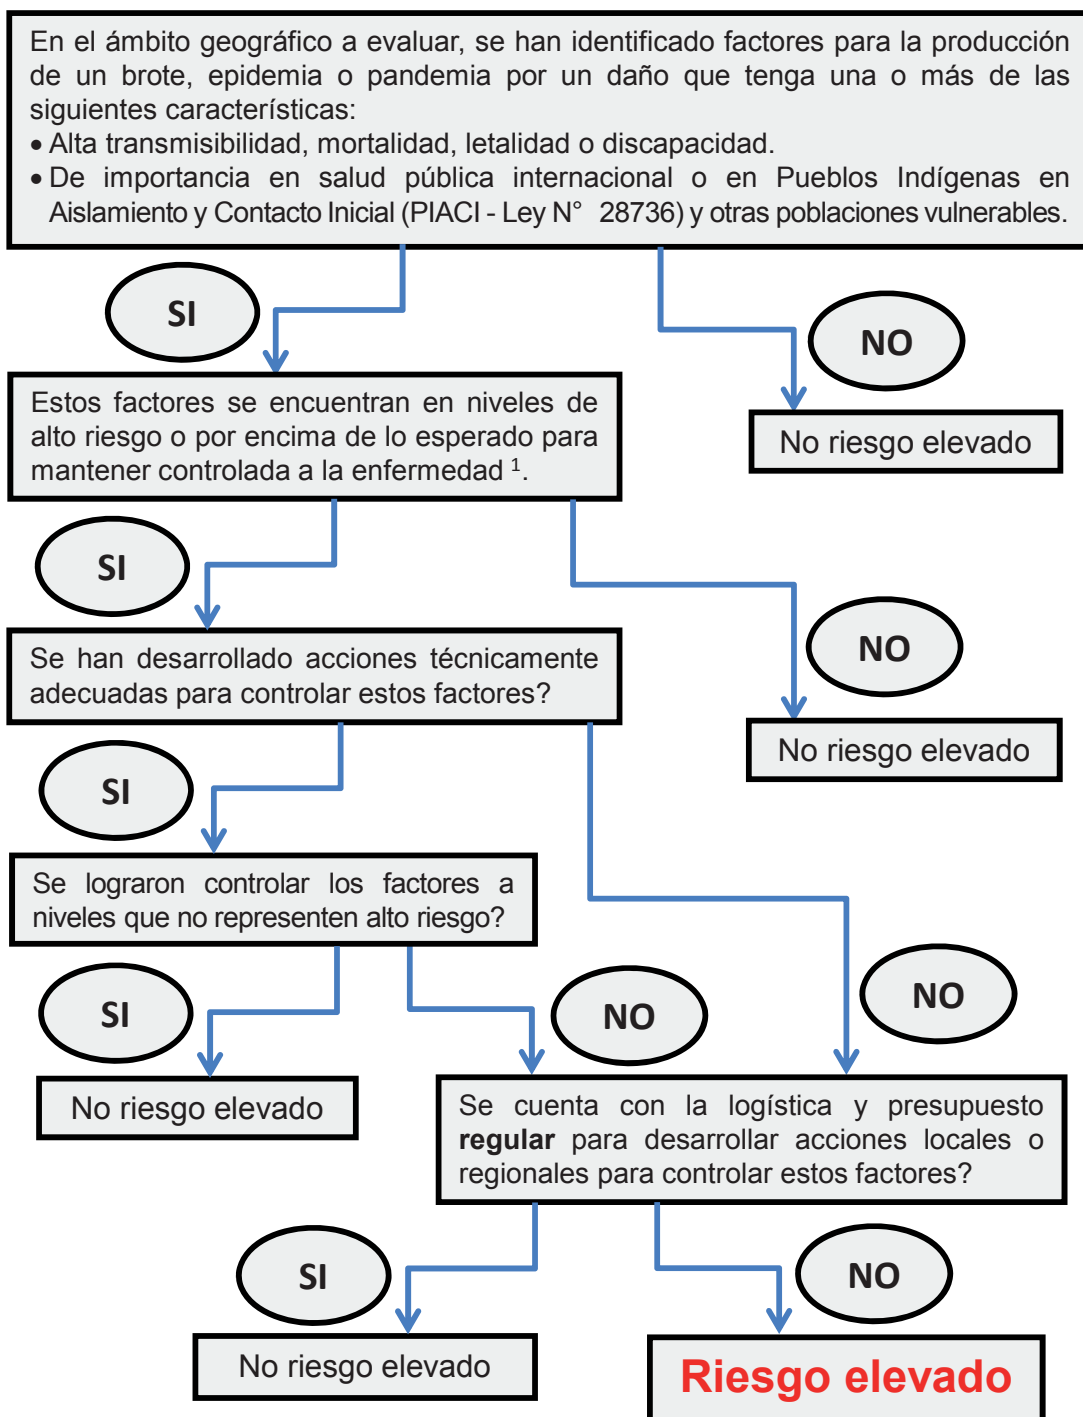 En el ámbito geográfico a evaluar, se han identificado factores para la producción
de un brote, epidemia o pandemia por un daño que tenga una o más de las
siguientes características:
• Alta transmisibilidad, mortalidad, letalidad o discapacidad.
• De importancia en salud pública internacional o en Pueblos Indígenas en
Aislamiento y Contacto Inicial (PIACI - Ley N° 28736) y otras poblaciones vulnerables.
SI
NO
Estos factores se encuentran en niveles de
alto riesgo o por encima de lo esperado para
mantener controlada a la enfermedad ¹.
No riesgo elevado
SI
NO
Se han desarrollado acciones técnicamente
adecuadas para controlar estos factores?
No riesgo elevado
SI
Se lograron controlar los factores a
niveles que no representen alto riesgo?
SI
NO
NO
No riesgo elevado
Se cuenta con la logística y presupuesto
regular para desarrollar acciones locales o
regionales para controlar estos factores?
SI
NO
No riesgo elevado
Riesgo elevado